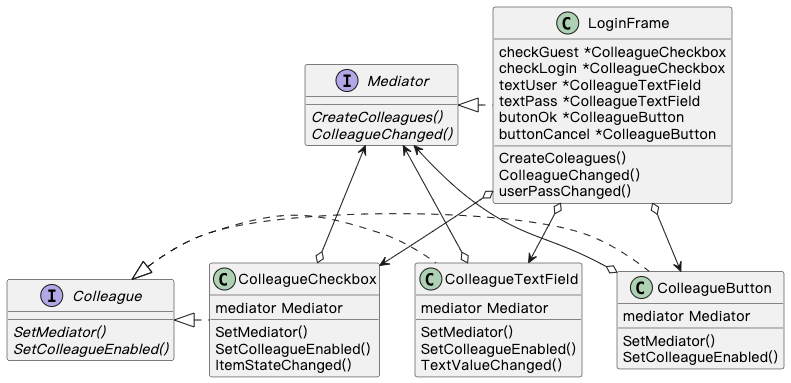 C LoginFrame
checkGuest *ColleagueCheckbox
checkLogin *ColleagueCheckbox
textUser *ColleagueTextField
textPass *ColleagueTextField
butonOk *ColleagueButton
buttonCancel *ColleagueButton
CreateColeagues()
ColleagueChanged()
userPassChanged()
I Mediator
CreateColleagues()
ColleagueChanged()
I Colleague
SetMediator()
SetColleagueEnabled()
C ColleagueCheckbox
mediator Mediator
SetMediator()
SetColleagueEnabled()
ItemStateChanged()
C ColleagueTextField
mediator Mediator
SetMediator()
SetColleagueEnabled()
TextValueChanged()
C ColleagueButton
mediator Mediator
SetMediator()
SetColleagueEnabled()